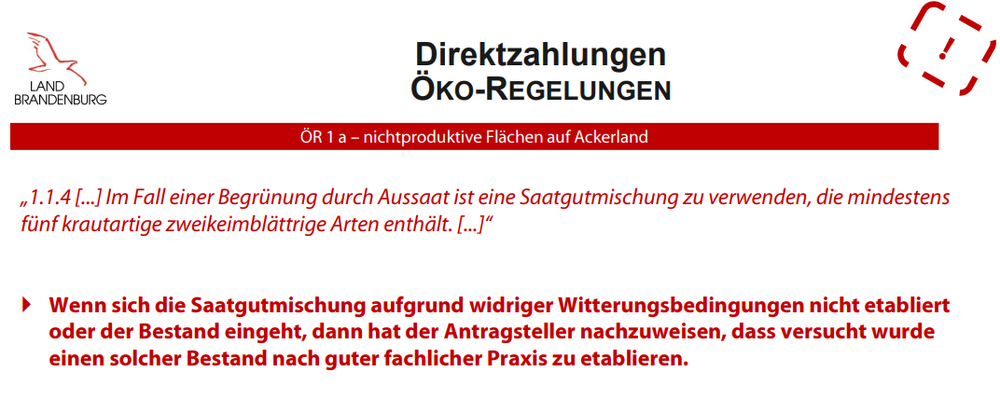 LAND
BRANDENBURG
Direktzahlungen
ÖKO-REGELUNGEN
!
ÖR 1 a – nichtproduktive Flächen auf Ackerland
„1.1.4 [...] Im Fall einer Begrünung durch Aussaat ist eine Saatgutmischung zu verwenden, die mindestens
fünf krautartige zweikeimblättrige Arten enthält. [...]“
Wenn sich die Saatgutmischung aufgrund widriger Witterungsbedingungen nicht etabliert
oder der Bestand eingeht, dann hat der Antragsteller nachzuweisen, dass versucht wurde
einen solcher Bestand nach guter fachlicher Praxis zu etablieren.